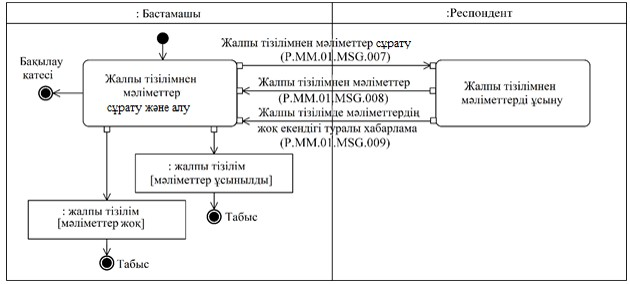 : Бастамашы
:Респондент
Жалпы тізілімнен мәліметтер сұрату
(P.MM.01.MSG.007)
Бақылау
катесі
Жалпы тізілімнен
мәліметтер
сұрату және алу
Жалпы тізілімнен мәліметтер
(P.MM.01.MSG.008)
Жалпы тізілімнен
мәліметтерді ұсыну
Жалпы тізілімде мәліметтердің
жоқ екендігі туралы хабарлама
(P.MM.01.MSG.009)
: жалпы тізілім
[мәліметтер ұсынылды]
Табыс
: жалпы тізілім
[мәліметтер жоқ]
Табыс